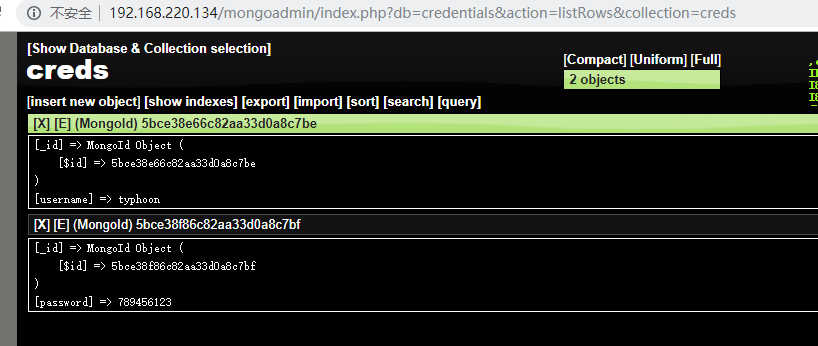 不安全 | 192.168.220.134/mongoadmin/index.php?db=credentials&action=listRows&collection=creds
[Show Database & Collection selection]
creds
[Compact] [Uniform] [Full]
2 objects
[insert new object] [show indexes] [export] [import] [sort] [search] [query]
[X] [E] (MongoId) 5bce38e66c82aa33d0a8c7be
[_id] => MongoId Object (
[$id] => 5bce38e66c82aa33d0a8c7be
)
[username] => typhoon
[X] [E] (MongoId) 5bce38f86c82aa33d0a8c7bf
[_id] => MongoId Object (
[$id] => 5bce38f86c82aa33d0a8c7bf
)
[password] => 789456123